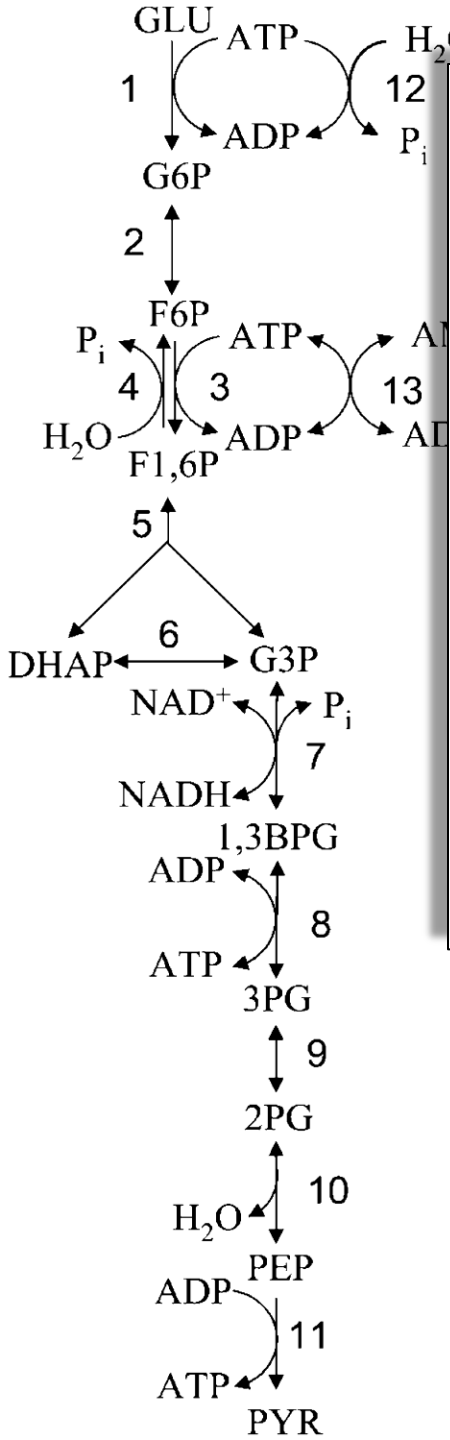 GLU
ATP
1
12
ADP
Pᵢ
G6P
2
F6P
Pᵢ
ATP
4
3
13
H₂O
ADP
F1,6P
5
6
DHAP
G3P
NAD⁺
Pᵢ
7
NADH
1,3BPG
ADP
8
ATP
3PG
9
2PG
10
H₂O
PEP
ADP
11
ATP
PYR